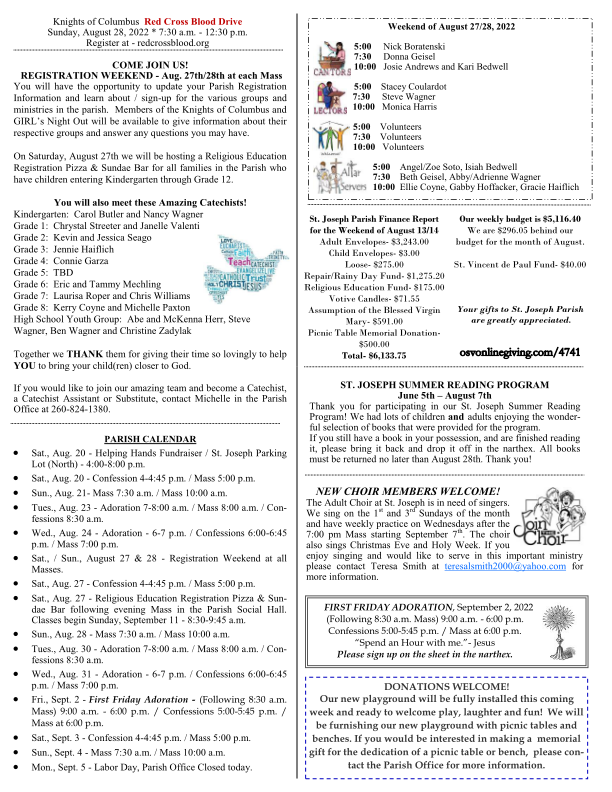 Knights of Columbus Red Cross Blood Drive
Sunday, August 28, 2022 * 7:30 a.m. - 12:30 p.m.
Register at - redcrossblood.org
COME JOIN US!
REGISTRATION WEEKEND - Aug. 27th/28th at each Mass
You will have the opportunity to update your Parish Registration
Information and learn about / sign-up for the various groups and
ministries in the parish. Members of the Knights of Columbus and
GIRL's Night Out will be available to give information about their
respective groups and answer any questions you may have.
On Saturday, August 27th we will be hosting a Religious Education
Registration Pizza & Sundae Bar for all families in the Parish who
have children entering Kindergarten through Grade 12.
You will also meet these Amazing Catechists!
Kindergarten: Carol Butler and Nancy Wagner
Grade 1: Chrystal Streeter and Janelle Valenti
Grade 2: Kevin and Jessica Seago
Grade 3: Jennie Haiflich
Grade 4: Connie Garza
Grade 5: TBD
Grade 6: Eric and Tammy Mechling
Grade 7: Laurisa Roper and Chris Williams
Grade 8: Kerry Coyne and Michelle Paxton
High School Youth Group: Abe and McKenna Herr, Steve
Wagner, Ben Wagner and Christine Zadylak
Together we THANK them for giving their time so lovingly to help
YOU to bring your child(ren) closer to God.
If you would like to join our amazing team and become a Catechist,
a Catechist Assistant or Substitute, contact Michelle in the Parish
Office at 260-824-1380.
PARISH CALENDAR
• Sat., Aug. 20 - Helping Hands Fundraiser / St. Joseph Parking
Lot (North) - 4:00-8:00 p.m.
• Sat., Aug. 20 - Confession 4-4:45 p.m. / Mass 5:00 p.m.
• Sun., Aug. 21- Mass 7:30 a.m. / Mass 10:00 a.m.
• Tues., Aug. 23 - Adoration 7-8:00 a.m. / Mass 8:00 a.m. / Con-
fessions 8:30 a.m.
• Wed., Aug. 24 - Adoration 6-7 p.m. / Confessions 6:00-6:45
p.m. / Mass 7:00 p.m.
• Sat., / Sun., August 27 & 28 - Registration Weekend at all
Masses.
• Sat., Aug. 27 - Confession 4-4:45 p.m. / Mass 5:00 p.m.
• Sat., Aug. 27 - Religious Education Registration Pizza & Sun-
dae Bar following evening Mass in the Parish Social Hall.
Classes begin Sunday, September 11 - 8:30-9:45 a.m.
• Sun., Aug. 28 - Mass 7:30 a.m. / Mass 10:00 a.m.
• Tues., Aug. 30 - Adoration 7-8:00 a.m. / Mass 8:00 a.m. / Con-
fessions 8:30 a.m.
• Wed., Aug. 31 - Adoration - 6-7 p.m. / Confessions 6:00-6:45
p.m. / Mass 7:00 p.m.
• Fri., Sept. 2 - First Friday Adoration - (Following 8:30 a.m.
Mass) 9:00 a.m. - 6:00 p.m. / Confessions 5:00-5:45 p.m. /
Mass at 6:00 p.m.
• Sat., Sept. 3 - Confession 4-4:45 p.m. / Mass 5:00 p.m.
• Sun., Sept. 4 - Mass 7:30 a.m. / Mass 10:00 a.m.
• Mon., Sept. 5 - Labor Day, Parish Office Closed today.
LOVE
Teach CATECHIST
EVANGELIZE
CATHOLIC TRUST
HOLY CHRIST JESUS
Weekend of August 27/28, 2022
CANTORS
5:00 Nick Boratenski
7:30 Donna Geisel
10:00 Josie Andrews and Kari Bedwell
LECTORS
5:00 Stacey Coulardot
7:30 Steve Wagner
10:00 Monica Harris
5:00 Volunteers
7:30 Volunteers
10:00 Volunteers
Altar Servers
5:00 Angel/Zoe Soto, Isiah Bedwell
7:30 Beth Geisel, Abby/Adrienne Wagner
10:00 Ellie Coyne, Gabby Hoffacker, Gracie Haiflich
St. Joseph Parish Finance Report
for the Weekend of August 13/14
Adult Envelopes- $3,243.00
Child Envelopes- $3.00
Loose- $275.00
Repair/Rainy Day Fund- $1,275.20
Religious Education Fund- $175.00
Votive Candles- $71.55
Assumption of the Blessed Virgin
Mary- $591.00
Picnic Table Memorial Donation-
$500.00
Total- $6,133.75
Our weekly budget is $5,116.40
We are $296.05 behind our
budget for the month of August.
St. Vincent de Paul Fund- $40.00
Your gifts to St. Joseph Parish
are greatly appreciated.
osvonlinegiving.com/4741
ST. JOSEPH SUMMER READING PROGRAM
June 5th – August 7th
Thank you for participating in our St. Joseph Summer Reading
Program! We had lots of children and adults enjoying the wonder-
ful selection of books that were provided for the program.
If you still have a book in your possession, and are finished reading
it, please bring it back and drop it off in the narthex. All books
must be returned no later than August 28th. Thank you!
NEW CHOIR MEMBERS WELCOME!
The Adult Choir at St. Joseph is in need of singers.
We sing on the 1st and 3rd Sundays of the month
and have weekly practice on Wednesdays after the
7:00 pm Mass starting September 7th. The choir
also sings Christmas Eve and Holy Week. If you
enjoy singing and would like to serve in this important ministry
please contact Teresa Smith at teresalsmith2000@yahoo.com for
more information.
Join the Choir
FIRST FRIDAY ADORATION, September 2, 2022
(Following 8:30 a.m. Mass) 9:00 a.m. - 6:00 p.m.
Confessions 5:00-5:45 p.m. / Mass at 6:00 p.m.
"Spend an Hour with me."- Jesus
Please sign up on the sheet in the narthex.
DONATIONS WELCOME!
Our new playground will be fully installed this coming
week and ready to welcome play, laughter and fun! We will
be furnishing our new playground with picnic tables and
benches. If you would be interested in making a memorial
gift for the dedication of a picnic table or bench, please con-
tact the Parish Office for more information.